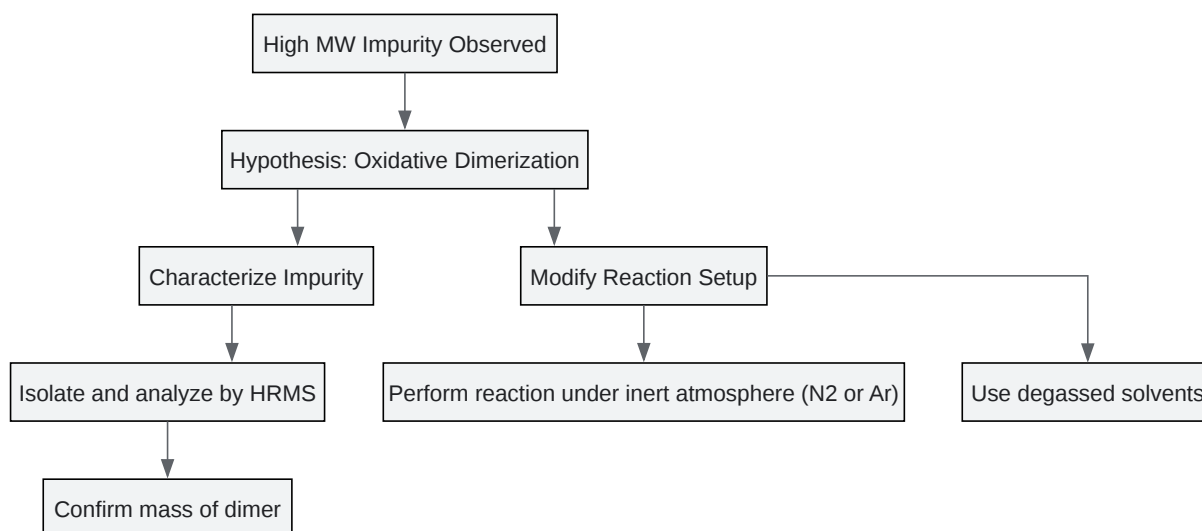 High MW Impurity Observed
Hypothesis: Oxidative Dimerization
Characterize Impurity
Modify Reaction Setup
Isolate and analyze by HRMS
Perform reaction under inert atmosphere (N2 or Ar)
Use degassed solvents
Confirm mass of dimer